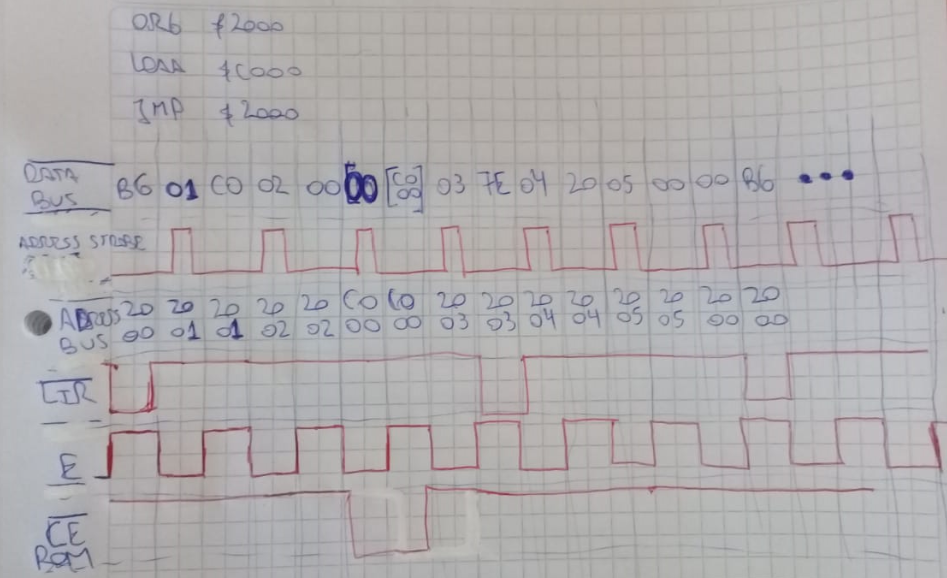 ORG $2000
LDAA $C000
JMP $2000
DATA BUS B6 01 C0 02 00 00 [C0 00] 03 7E 04 20 05 00 00 B6 ...
ADRESS STROBE
ADDRESS BUS 20 20 20 20 20 C0 C0 20 20 20 20 20 20 20 20
00 01 01 02 02 00 00 03 03 04 04 05 05 00 00
LIR
E
CE
ROM